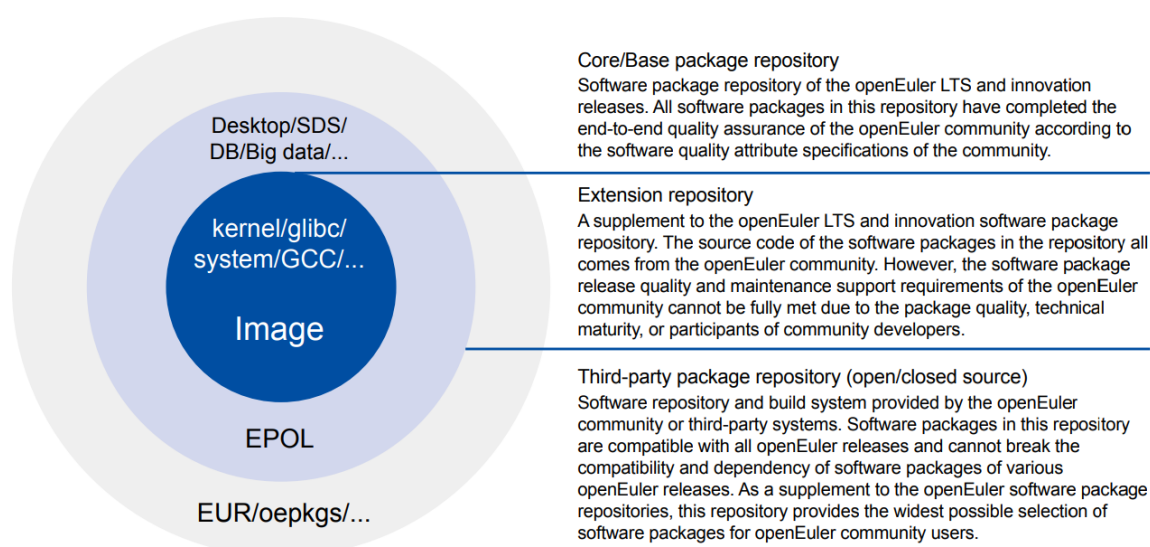 Desktop/SDS/
DB/Big data/...
kernel/glibc/
system/GCC/...
Image
EPOL
EUR/oepkgs/...
Core/Base package repository
Software package repository of the openEuler LTS and innovation
releases. All software packages in this repository have completed the
end-to-end quality assurance of the openEuler community according to
the software quality attribute specifications of the community.
Extension repository
A supplement to the openEuler LTS and innovation software package
repository. The source code of the software packages in the repository all
comes from the openEuler community. However, the software package
release quality and maintenance support requirements of the openEuler
community cannot be fully met due to the package quality, technical
maturity, or participants of community developers.
Third-party package repository (open/closed source)
Software repository and build system provided by the openEuler
community or third-party systems. Software packages in this repository
are compatible with all openEuler releases and cannot break the
compatibility and dependency of software packages of various
openEuler releases. As a supplement to the openEuler software package
repositories, this repository provides the widest possible selection of
software packages for openEuler community users.